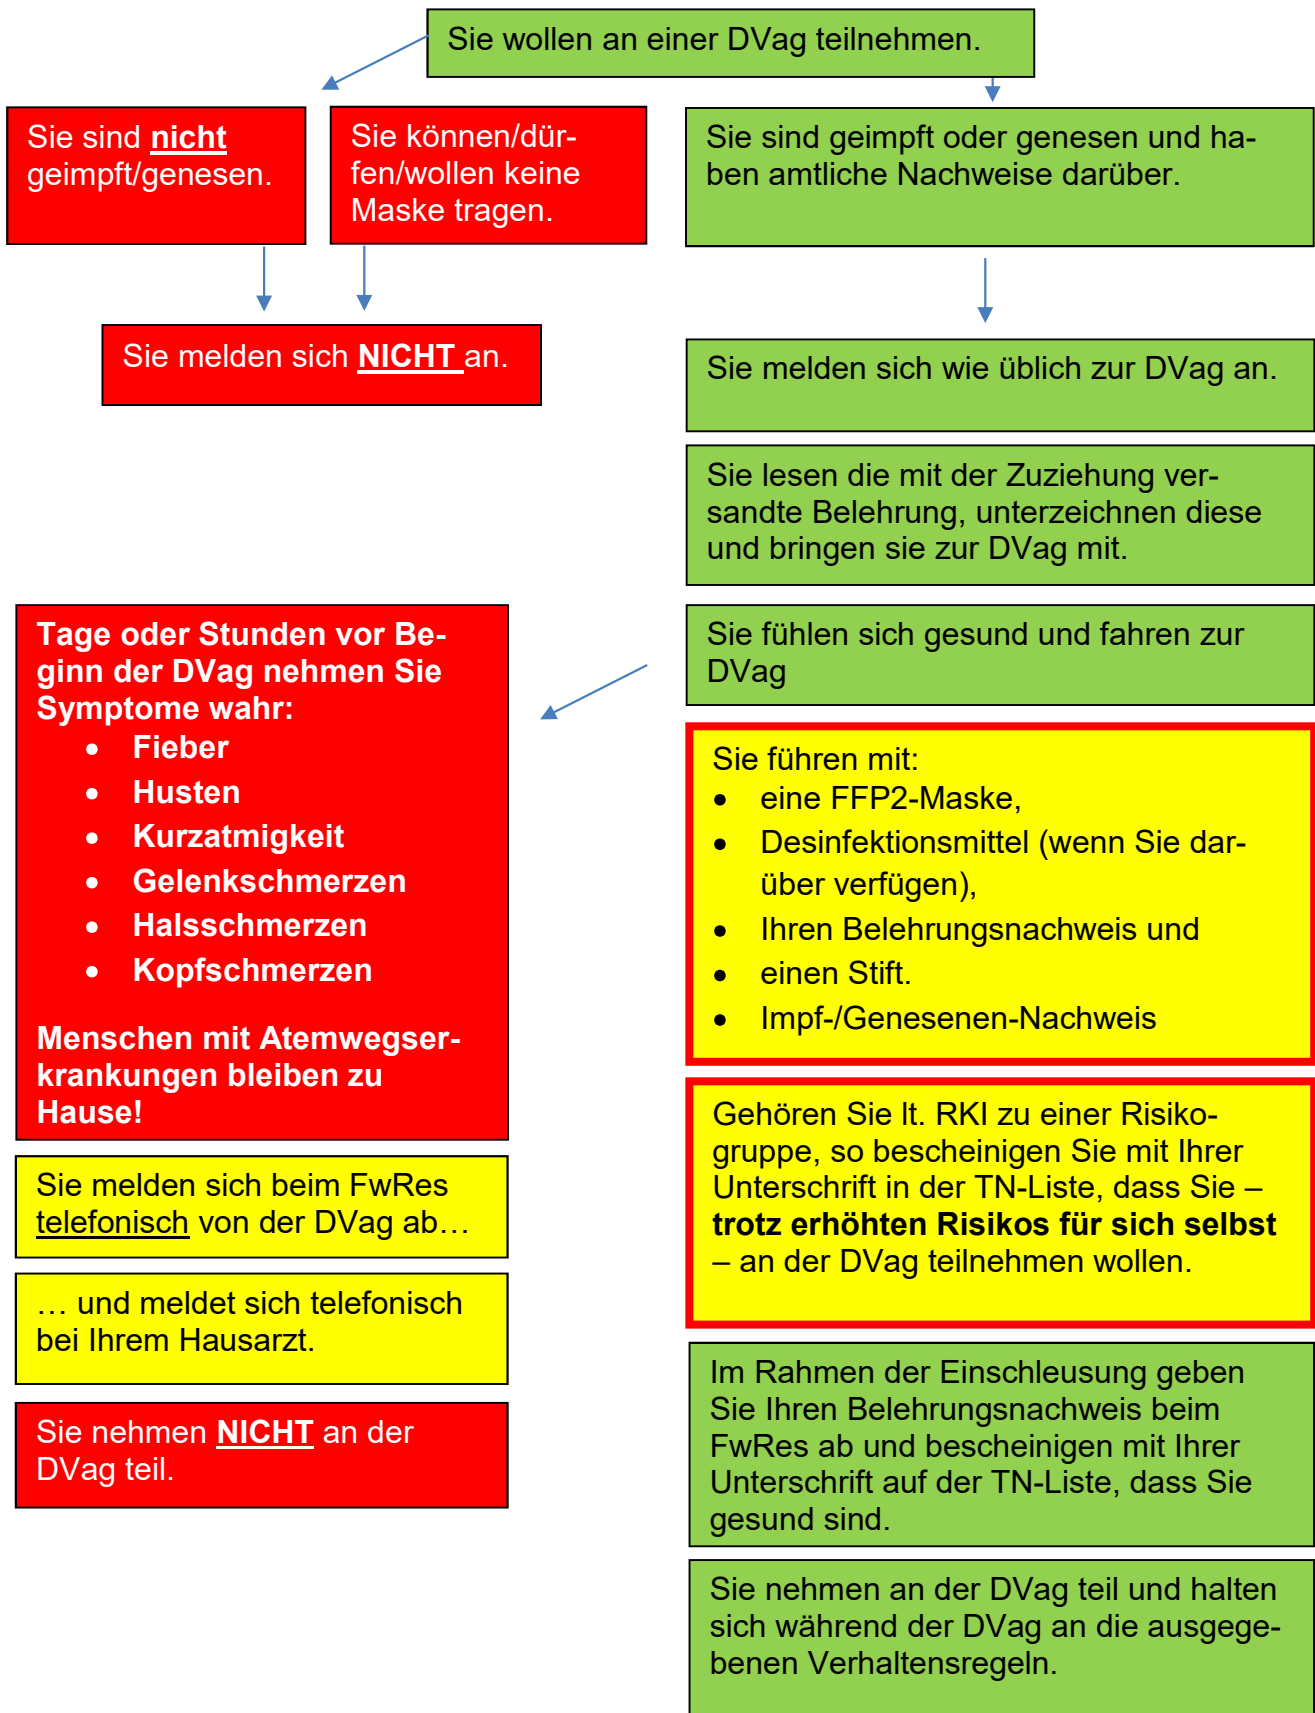 Sie wollen an einer DVag teilnehmen.
Sie sind nicht
geimpft/genesen.
Sie können/dür-
fen/wollen keine
Maske tragen.
Sie sind geimpft oder genesen und ha-
ben amtliche Nachweise darüber.
Sie melden sich NICHT an.
Sie melden sich wie üblich zur DVag an.
Sie lesen die mit der Zuziehung ver-
sandte Belehrung, unterzeichnen diese
und bringen sie zur DVag mit.
Tage oder Stunden vor Be-
ginn der DVag nehmen Sie
Symptome wahr:
• Fieber
• Husten
• Kurzatmigkeit
• Gelenkschmerzen
• Halsschmerzen
• Kopfschmerzen
Menschen mit Atemwegser-
krankungen bleiben zu
Hause!
Sie fühlen sich gesund und fahren zur
DVag
Sie führen mit:
• eine FFP2-Maske,
• Desinfektionsmittel (wenn Sie dar-
über verfügen),
• Ihren Belehrungsnachweis und
• einen Stift.
• Impf-/Genesenen-Nachweis
Gehören Sie lt. RKI zu einer Risiko-
gruppe, so bescheinigen Sie mit Ihrer
Unterschrift in der TN-Liste, dass Sie –
trotz erhöhten Risikos für sich selbst
– an der DVag teilnehmen wollen.
Sie melden sich beim FwRes
telefonisch von der DVag ab…
… und meldet sich telefonisch
bei Ihrem Hausarzt.
Sie nehmen NICHT an der
DVag teil.
Im Rahmen der Einschleusung geben
Sie Ihren Belehrungsnachweis beim
FwRes ab und bescheinigen mit Ihrer
Unterschrift auf der TN-Liste, dass Sie
gesund sind.
Sie nehmen an der DVag teil und halten
sich während der DVag an die ausgege-
benen Verhaltensregeln.